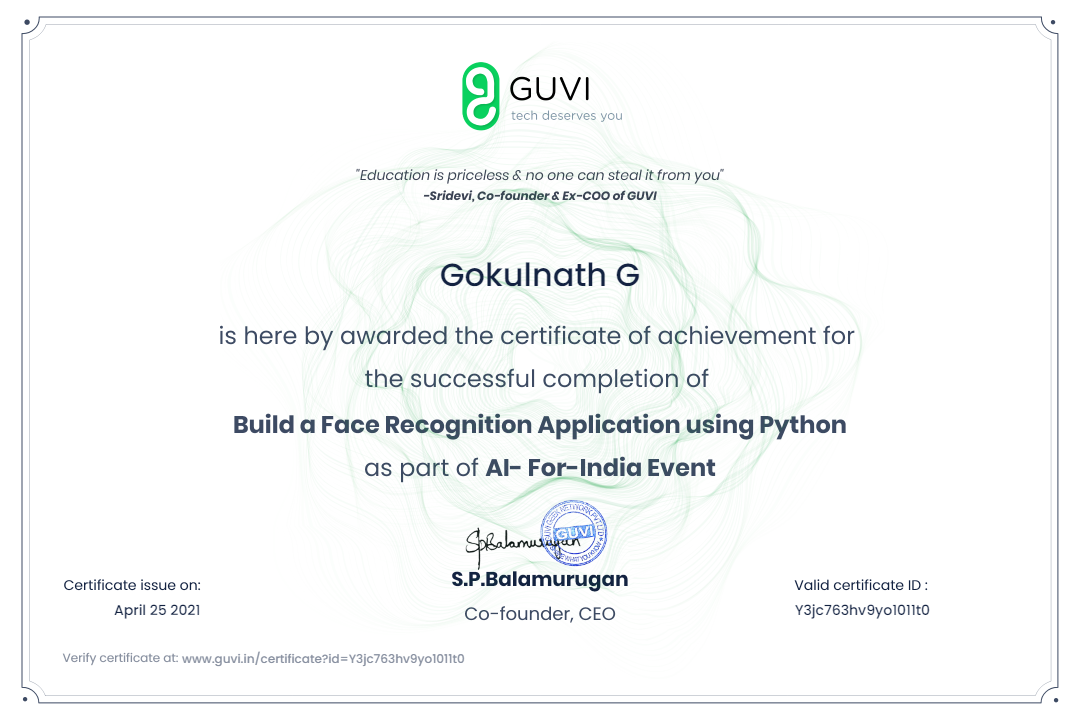 GUVI
tech deserves you
"Education is priceless & no one can steal it from you"
-Sridevi, Co-founder & Ex-COO of GUVI
Gokulnath G
is here by awarded the certificate of achievement for
the successful completion of
Build a Face Recognition Application using Python
as part of AI- For-India Event
SpBalamurugan
GUVI
S.P.Balamurugan
Co-founder, CEO
Certificate issue on:
April 25 2021
Valid certificate ID :
Y3jc763hv9yo1011t0
Verify certificate at: www.guvi.in/certificate?id=Y3jc763hv9yo1011t0